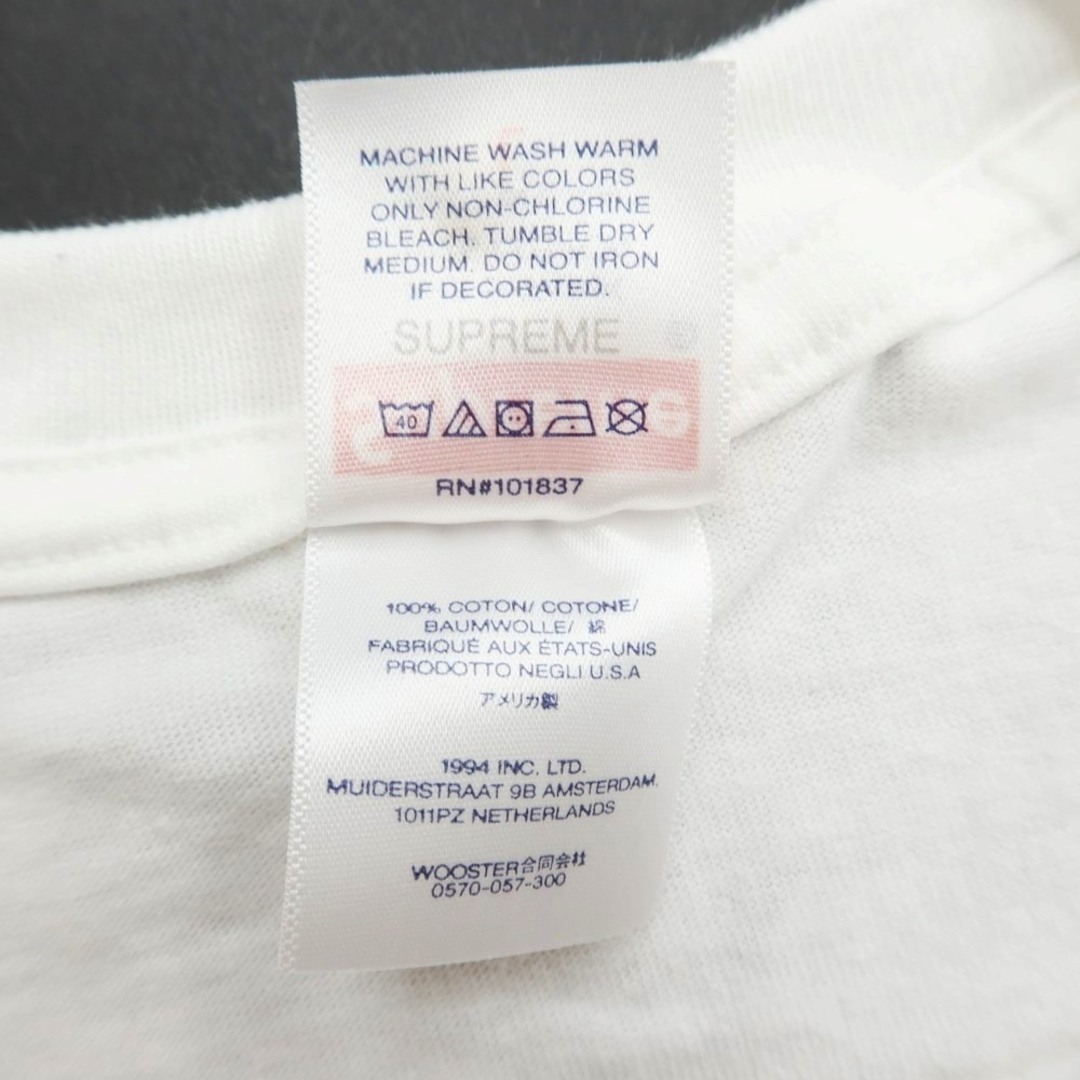 MACHINE WASH WARM
WITH LIKE COLORS
ONLY NON-CHLORINE
BLEACH. TUMBLE DRY
MEDIUM. DO NOT IRON
IF DECORATED.
SUPREME
40
RN#101837
100% COTON/ COTONE/
BAUMWOLLE/ 綿
FABRIQUÉ AUX ÉTATS-UNIS
PRODOTTO NEGLI U.S.A
アメリカ製
1994 INC. LTD.
MUIDERSTRAAT 9B AMSTERDAM.
1011PZ NETHERLANDS
WOOSTER合同会社
0570-057-300